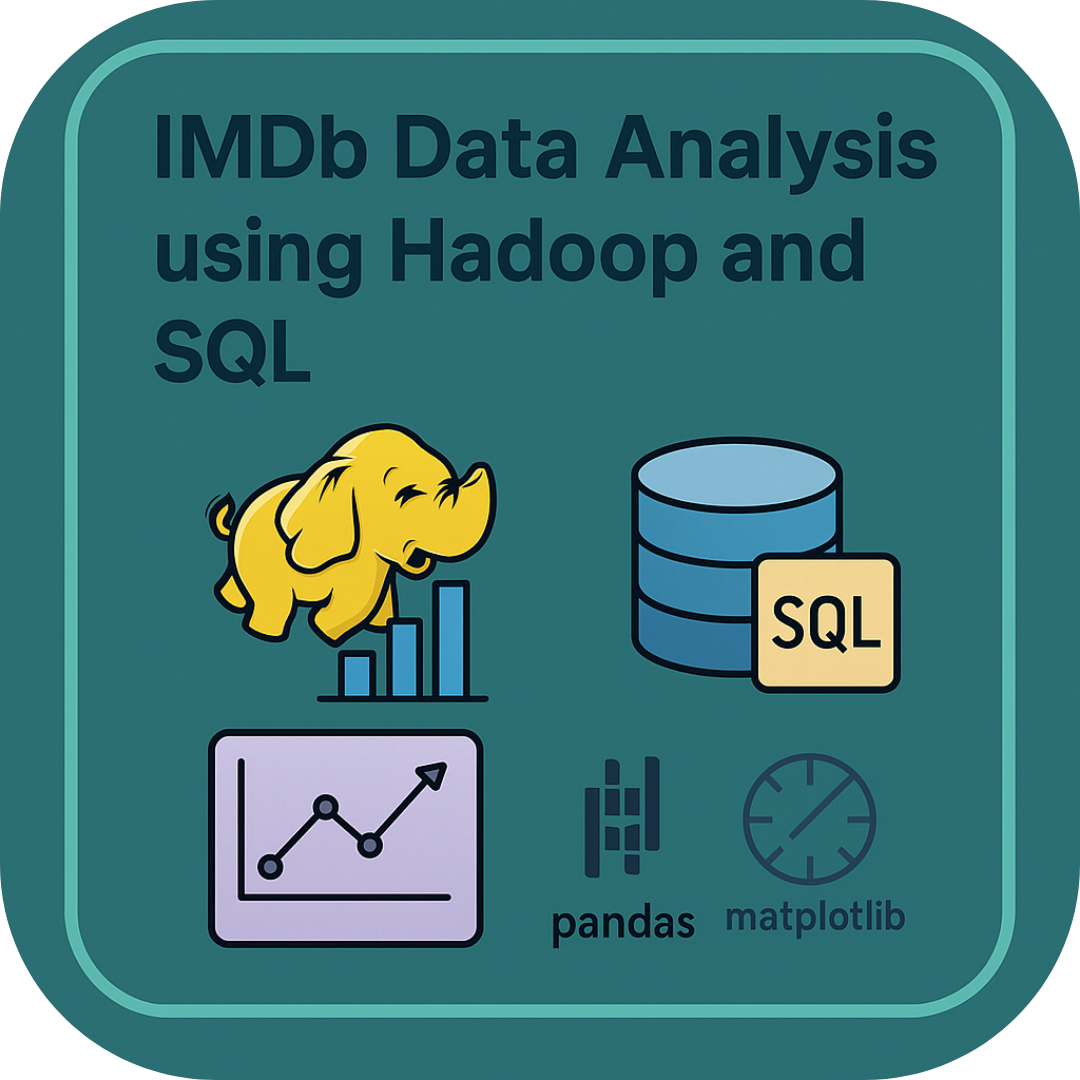 IMDb Data Analysis
using Hadoop and
SQL
SQL
pandas
matplotlib